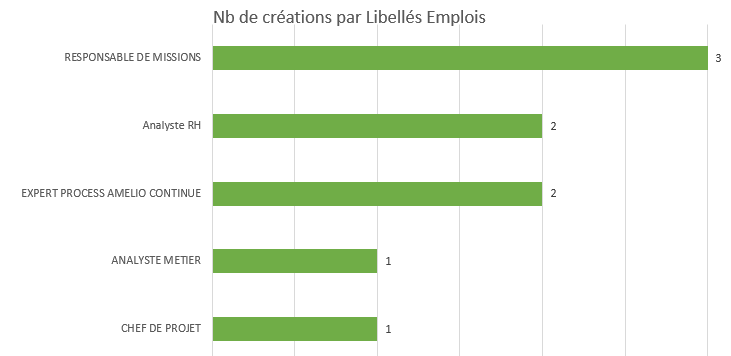 Nb de créations par Libellés Emplois
RESPONSABLE DE MISSIONS 3
Analyste RH 2
EXPERT PROCESS AMELIO CONTINUE 2
ANALYSTE METIER 1
CHEF DE PROJET 1